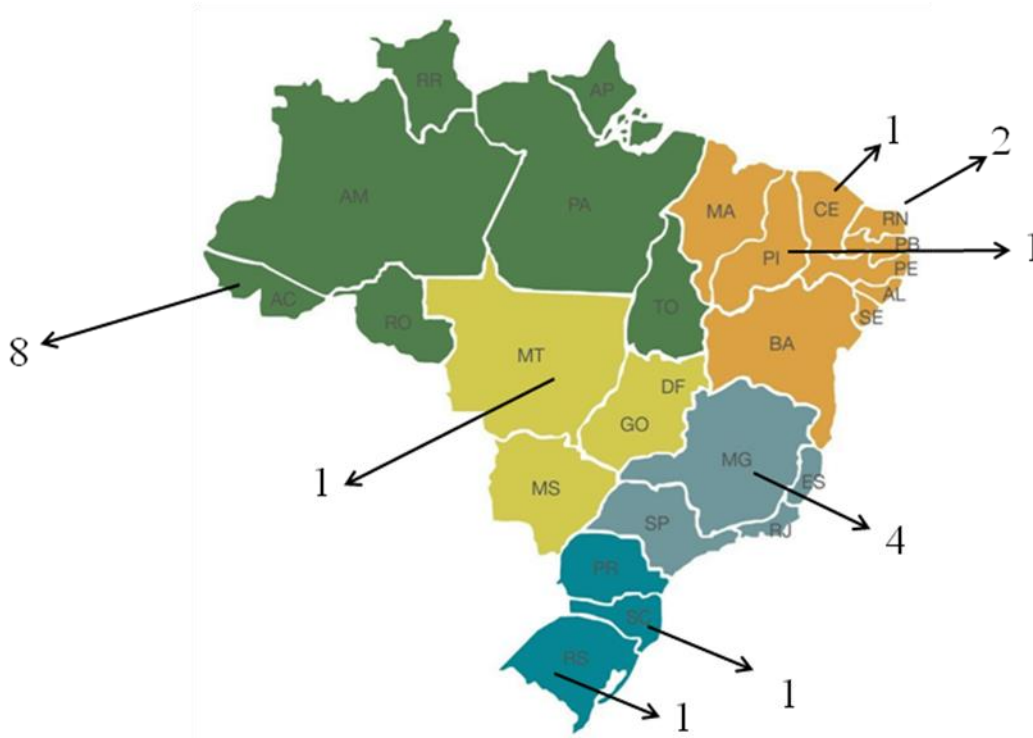 RR
AP
1
2
AM
PA
MA
CE
RN
PB
PI
1
PE
AC
TO
AL
RO
SE
8
MT
BA
DF
GO
1
MG
ES
MS
SP
RJ
4
PR
SC
RS
1
1